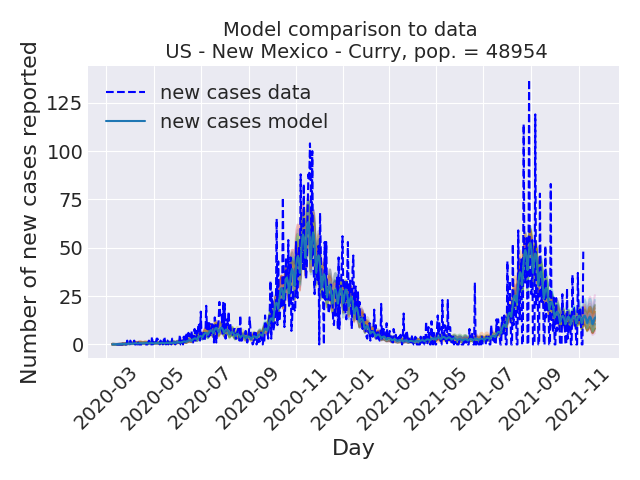 Model comparison to data
US - New Mexico - Curry, pop. = 48954
Number of new cases reported
new cases data
new cases model
125
100
75
50
25
0
2020-03
2020-05
2020-07
2020-09
2020-11
2021-01
2021-03
2021-05
2021-07
2021-09
2021-11
Day